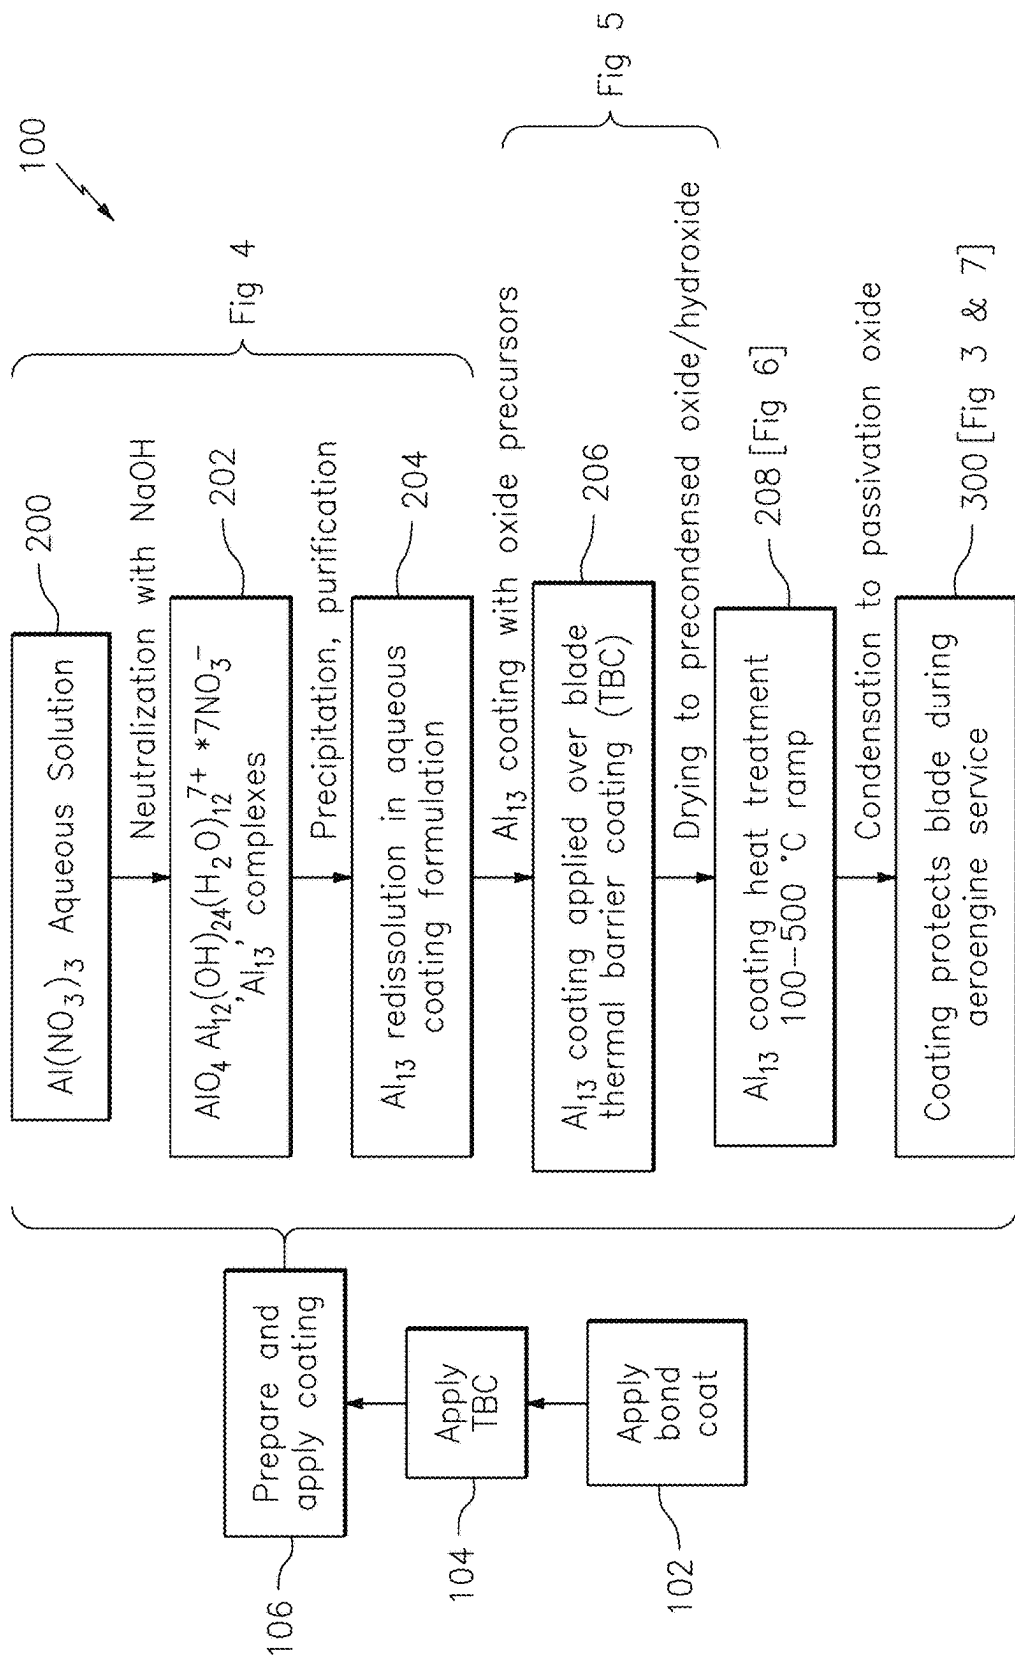 100
Al(NO3)3 Aqueous Solution
200
Neutralization with NaOH
AlO4 Al12(OH)24(H2O)12^7+ *7NO3^-
'Al13' complexes
202
Precipitation, purification
Al13 redissolution in aqueous
coating formulation
204
Fig 4
Al13 coating with oxide precursors
Al13 coating applied over blade
thermal barrier coating (TBC)
206
Drying to precondensed oxide/hydroxide
Fig 5
Al13 coating heat treatment
100–500 °C ramp
208 [Fig 6]
Condensation to passivation oxide
Coating protects blade during
aeroengine service
300 [Fig 3 & 7]
Prepare and
apply coating
106
Apply
TBC
104
Apply
bond
coat
102